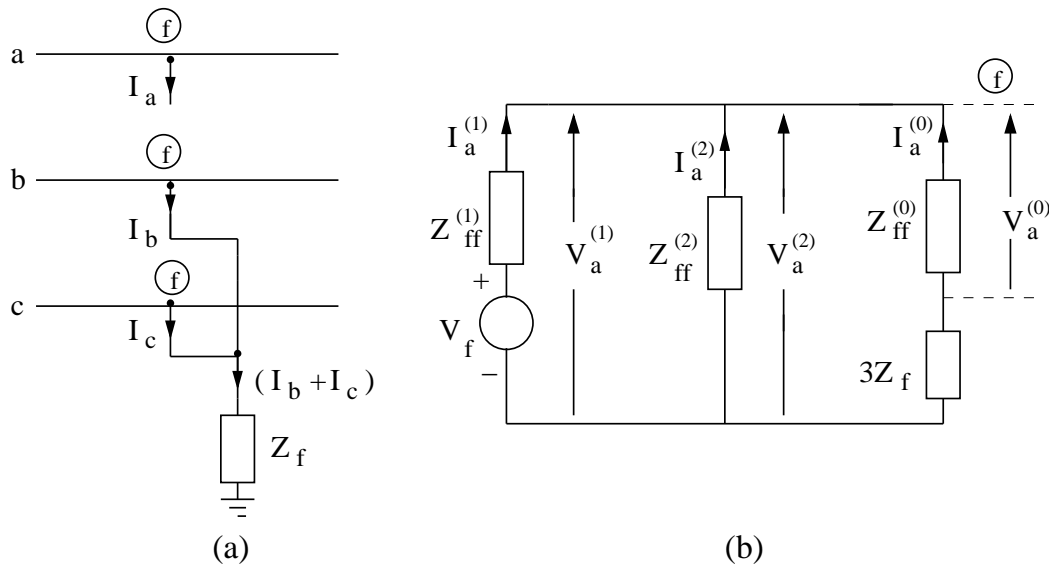 f
a
I a
f
b
I b
f
c
I c
(I b + I c)
Z f
(a)
f
I a (1)
I a (2)
I a (0)
Z ff (1)
V a (1)
Z ff (2)
V a (2)
Z ff (0)
V a (0)
+
V f
−
3Z f
(b)